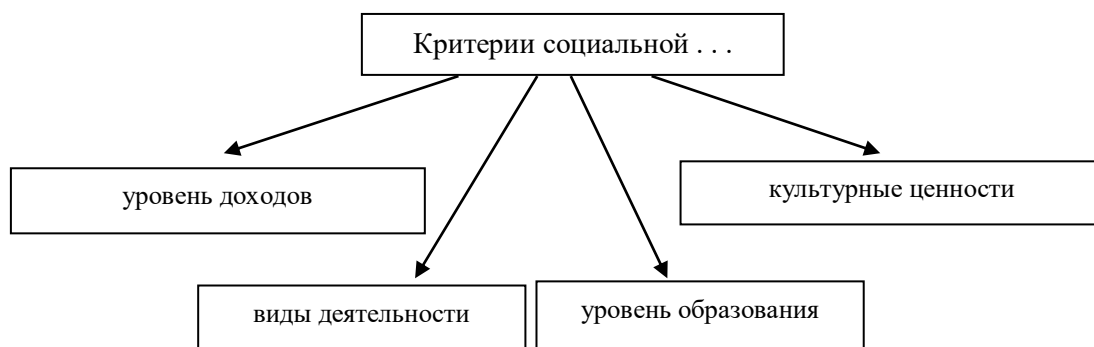 Критерии социальной . . .
уровень доходов
культурные ценности
виды деятельности
уровень образования